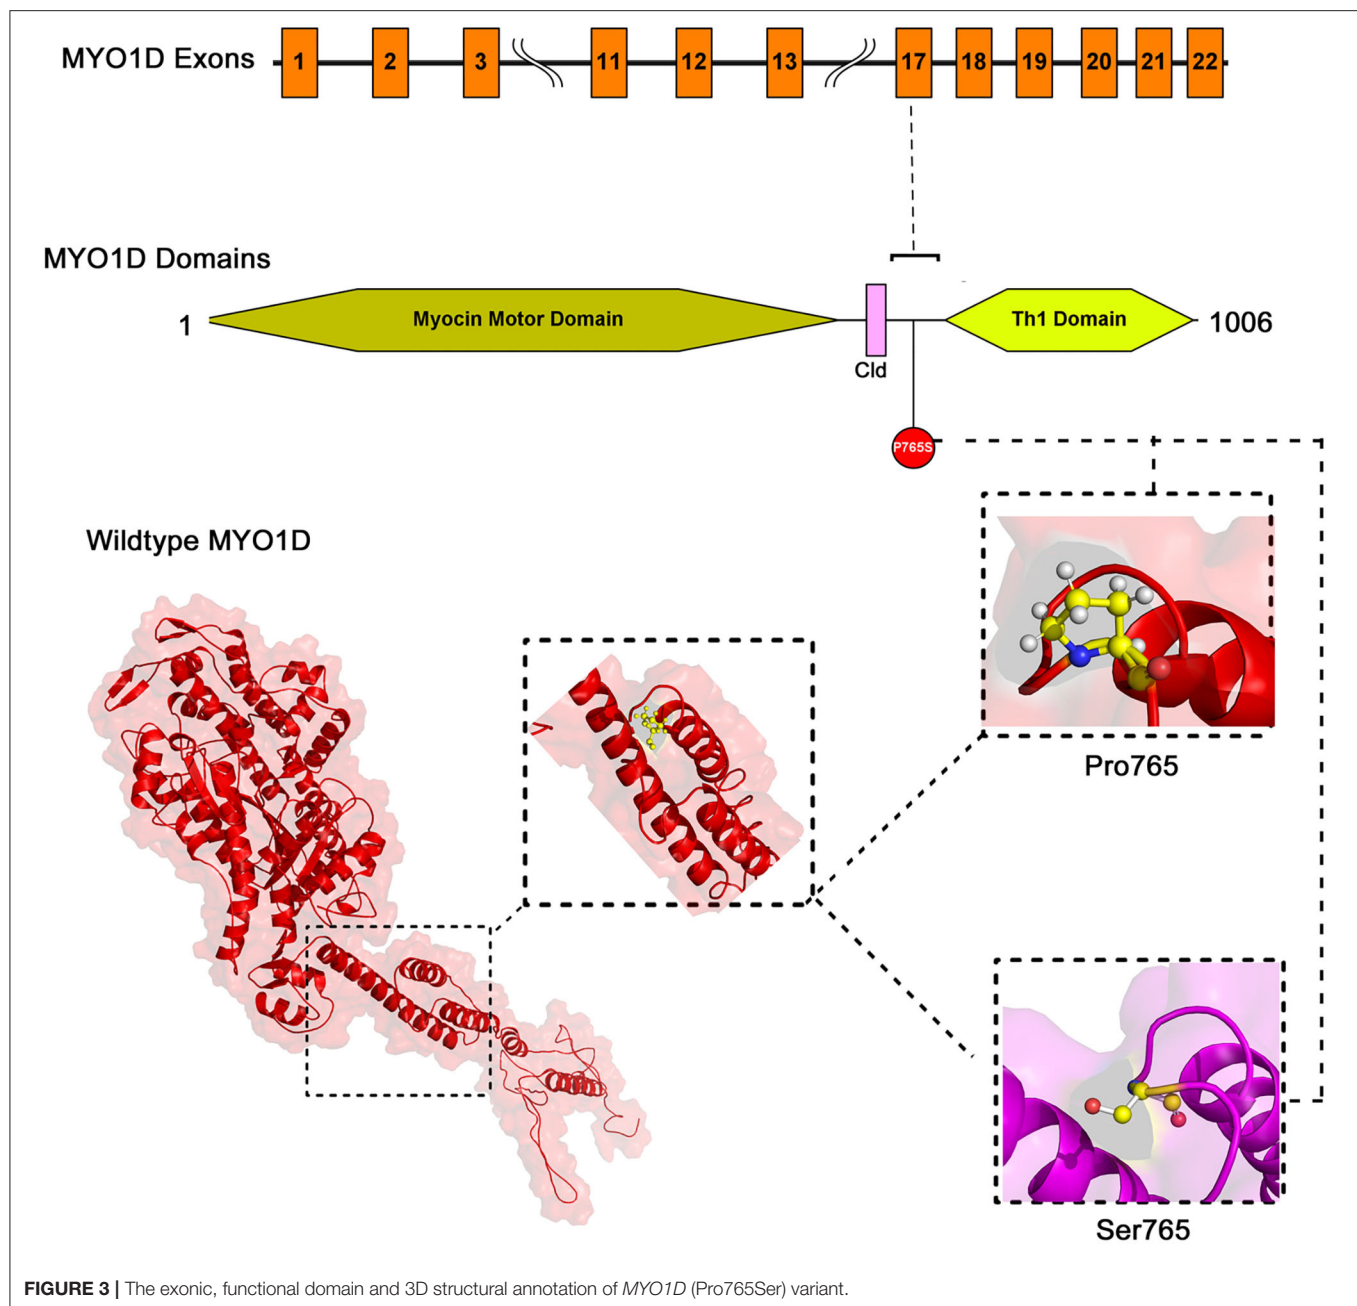 MYO1D Exons
1 2 3 11 12 13 17 18 19 20 21 22
MYO1D Domains
1 Myocin Motor Domain Th1 Domain 1006
Cld
P765S
Wildtype MYO1D
Pro765
Ser765
FIGURE 3 | The exonic, functional domain and 3D structural annotation of MYO1D (Pro765Ser) variant.